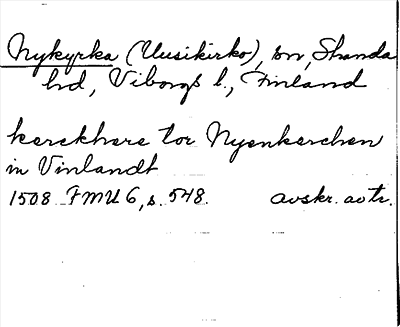 Nykyrka (Uusikirko), sn, Stranda
hd, Viborgs l., Finland
kerckhere tor Nyenkerchen
in Vinlandt
1508 FMU 6, s. 548. avskr. avtr.